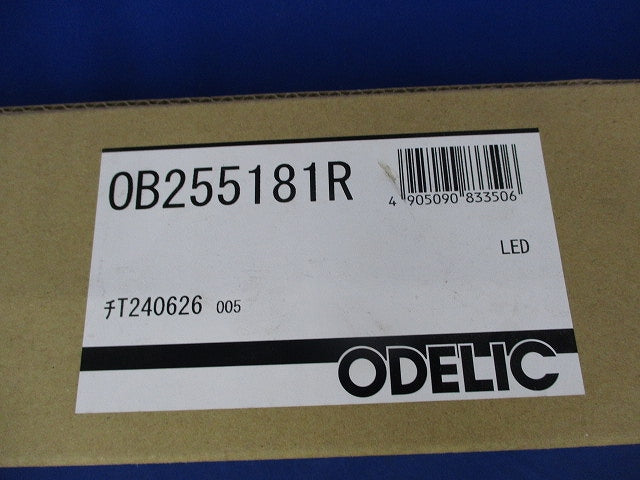 OB255181R
4 905090 833506
LED
ﾁT240626 005
ODELIC